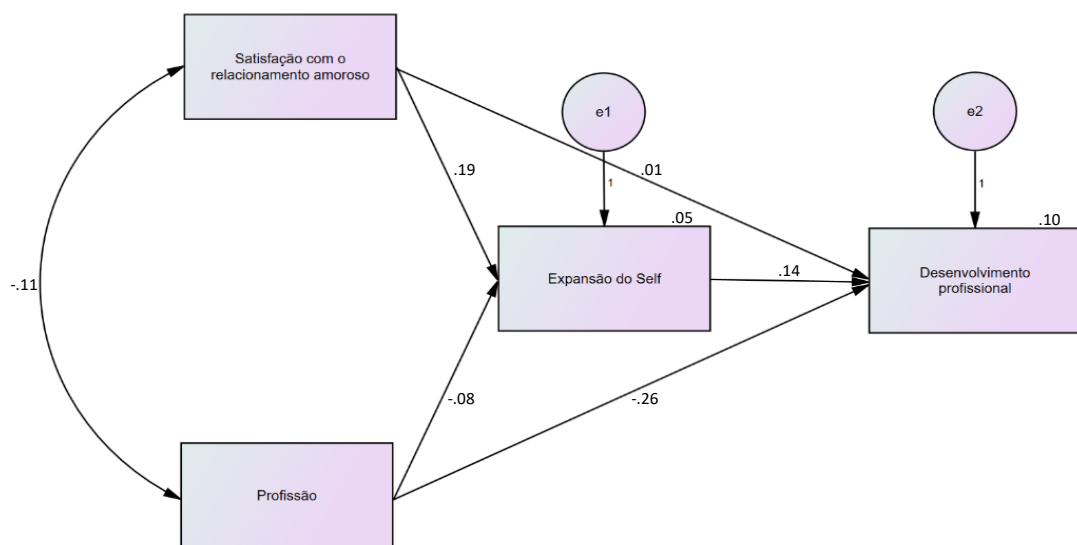 Satisfação com o
relacionamento amoroso
e1
e2
.19
1
.01
1
.05
.10
Expansão do Self
.14
Desenvolvimento
profissional
-.11
-.08
-.26
Profissão